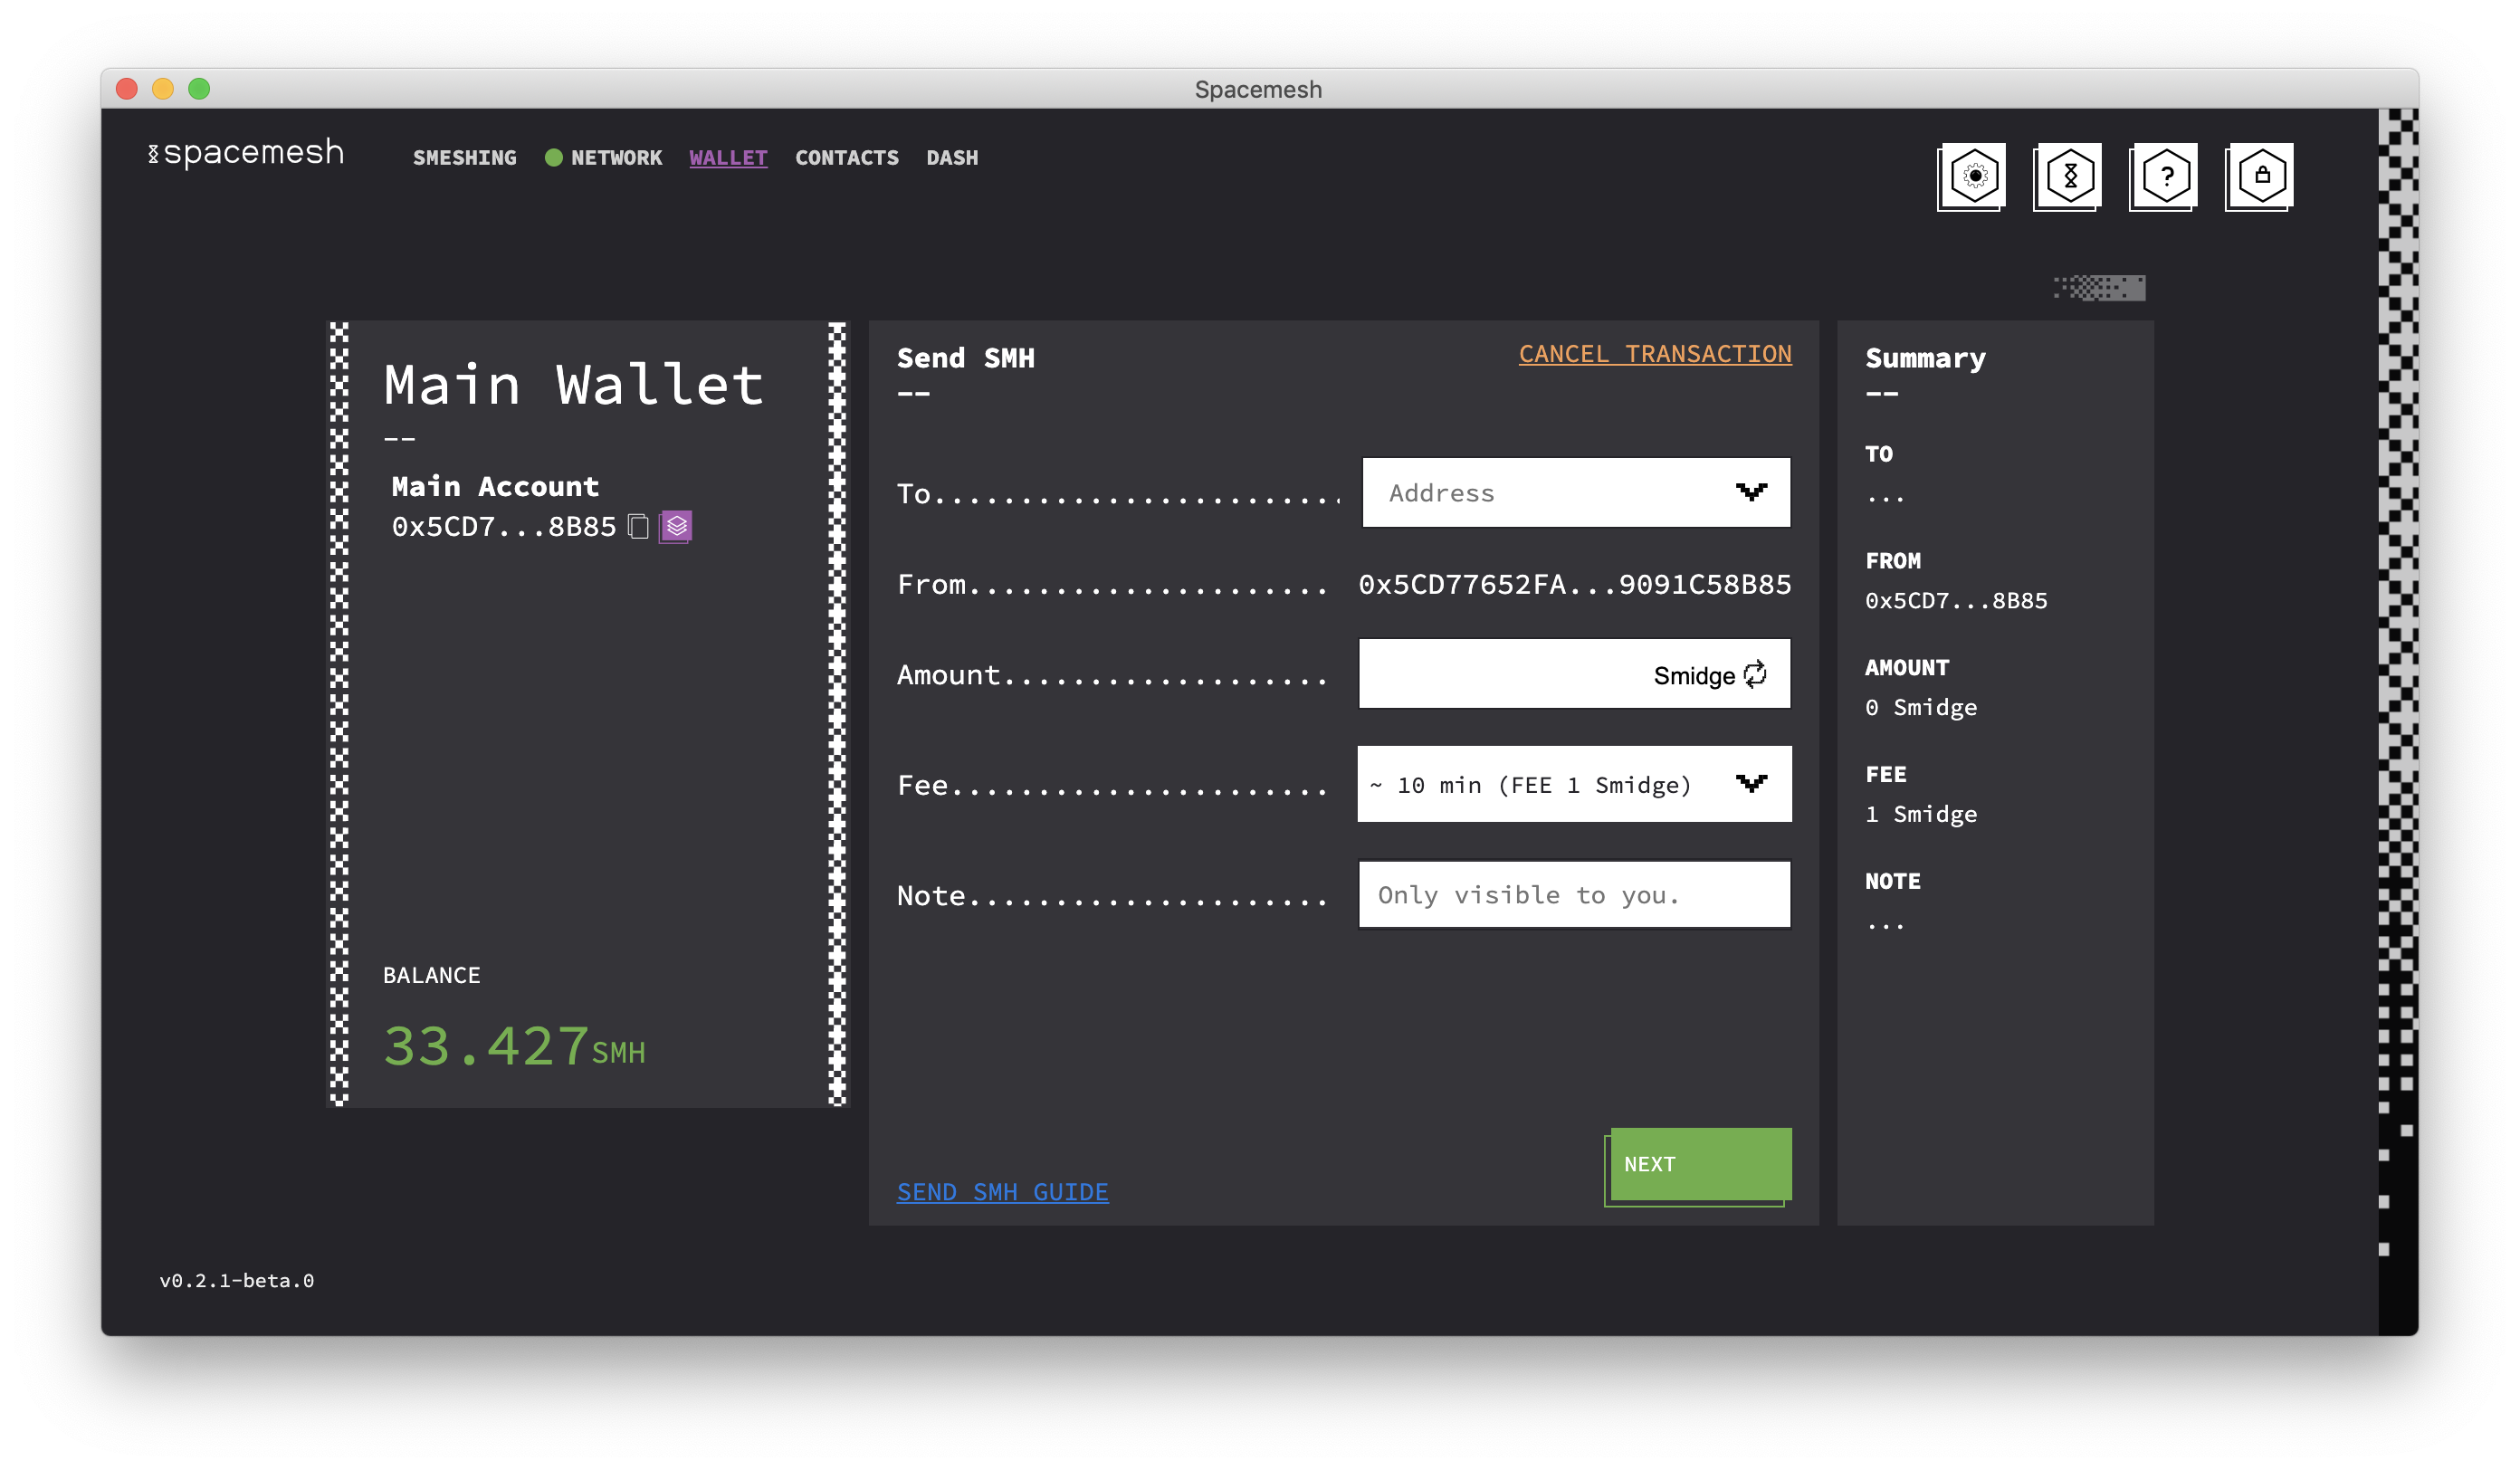 Spacemesh
spacemesh
SMESHING NETWORK WALLET CONTACTS DASH
?
Main Wallet
--
Main Account
0x5CD7...8B85
BALANCE
33.427SMH
Send SMH
--
CANCEL TRANSACTION
To........................ Address
From..................... 0x5CD77652FA...9091C58B85
Amount................... Smidge
Fee...................... ~ 10 min (FEE 1 Smidge)
Note..................... Only visible to you.
SEND SMH GUIDE
NEXT
Summary
--
TO
...
FROM
0x5CD7...8B85
AMOUNT
0 Smidge
FEE
1 Smidge
NOTE
...
v0.2.1-beta.0